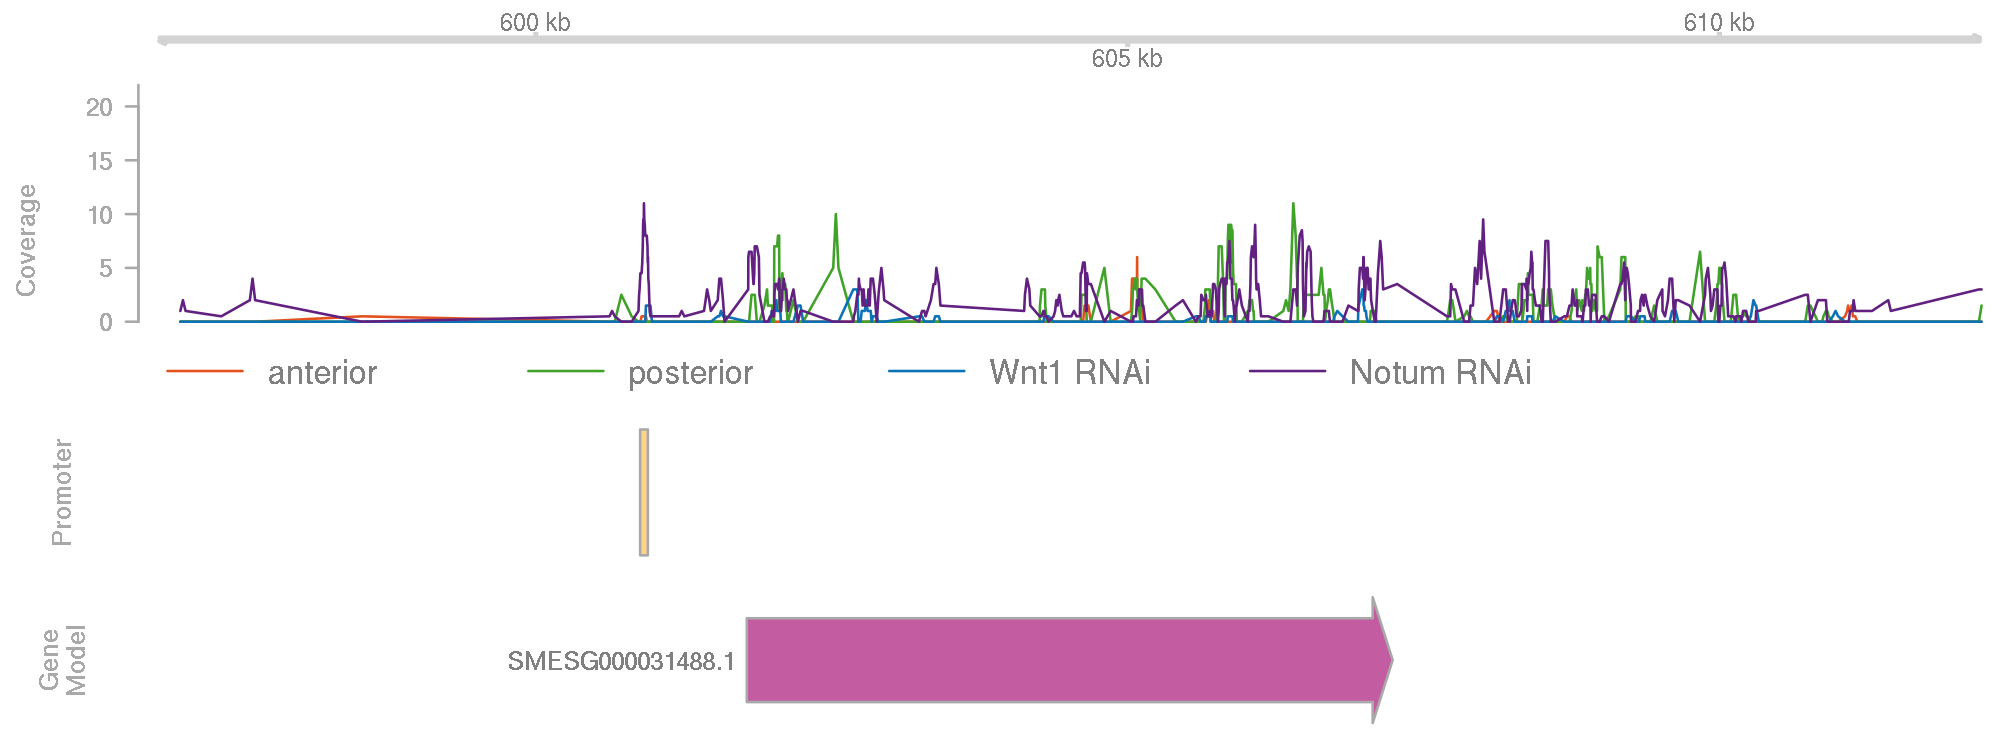 600 kb
610 kb
605 kb
20
15
10
5
0
Coverage
anterior posterior Wnt1 RNAi Notum RNAi
Promoter
Gene
Model
SMESG000031488.1